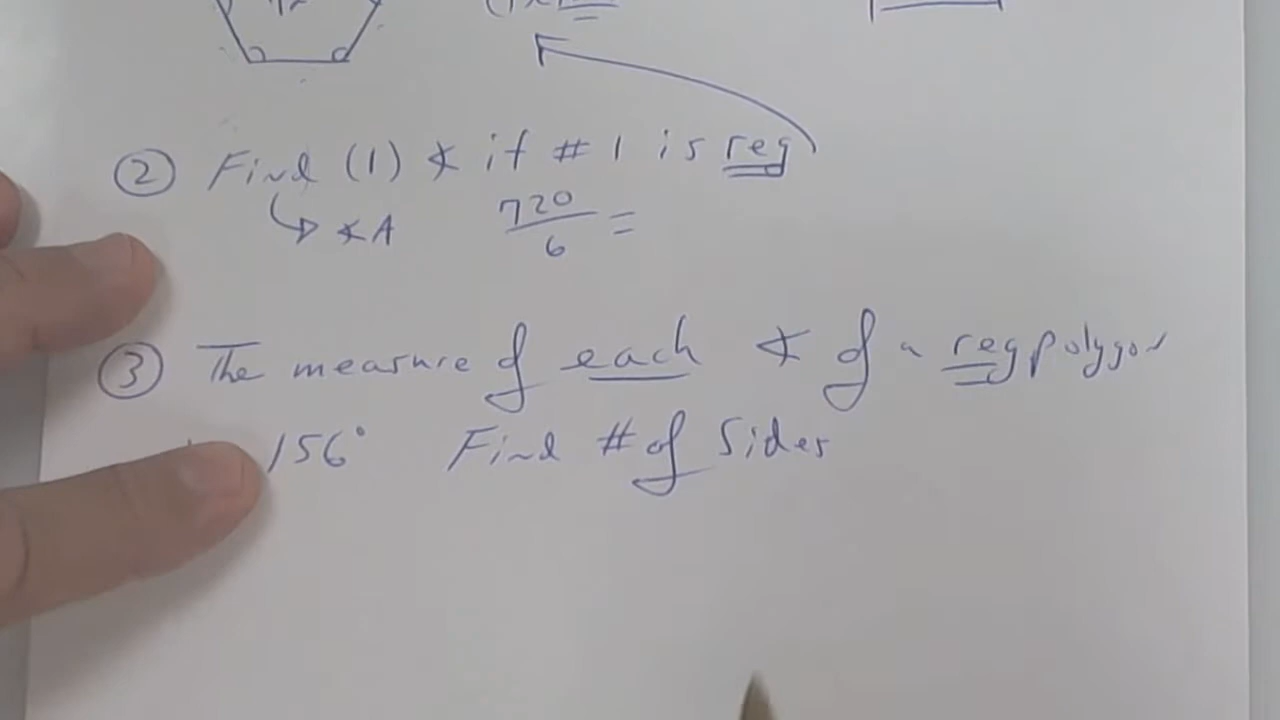 ② Find (1) ∡ if # 1 is reg
↳ ∡A 720/6 =
③ The measure of each ∡ of a reg polygon
156° Find # of Sides